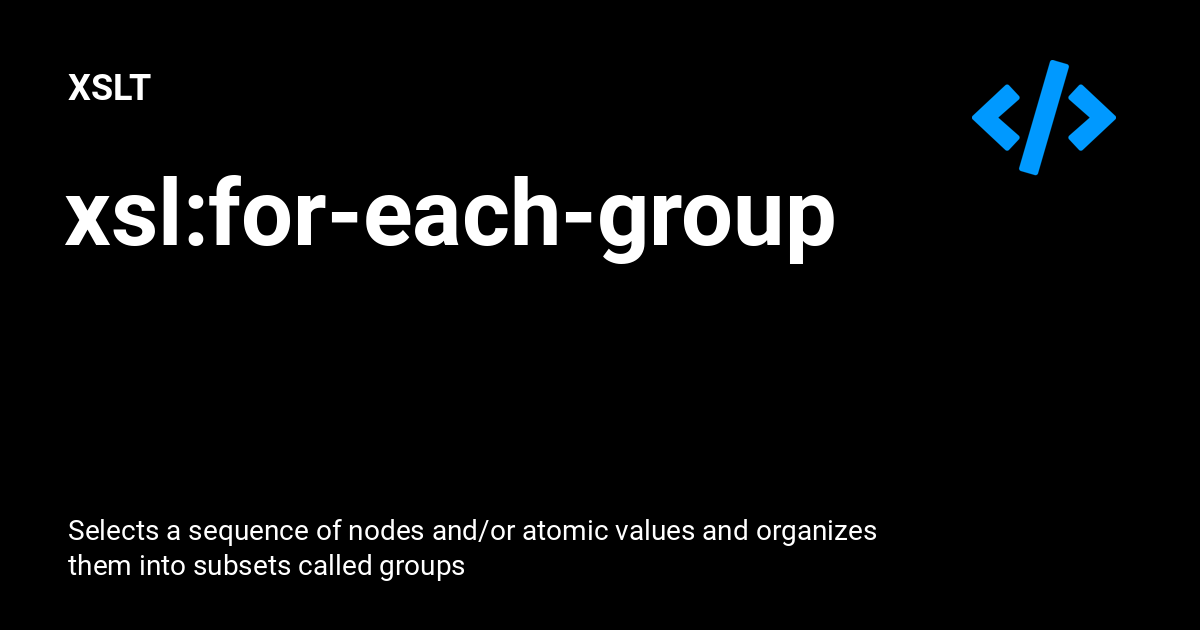 XSLT
xsl:for-each-group
Selects a sequence of nodes and/or atomic values and organizes
them into subsets called groups